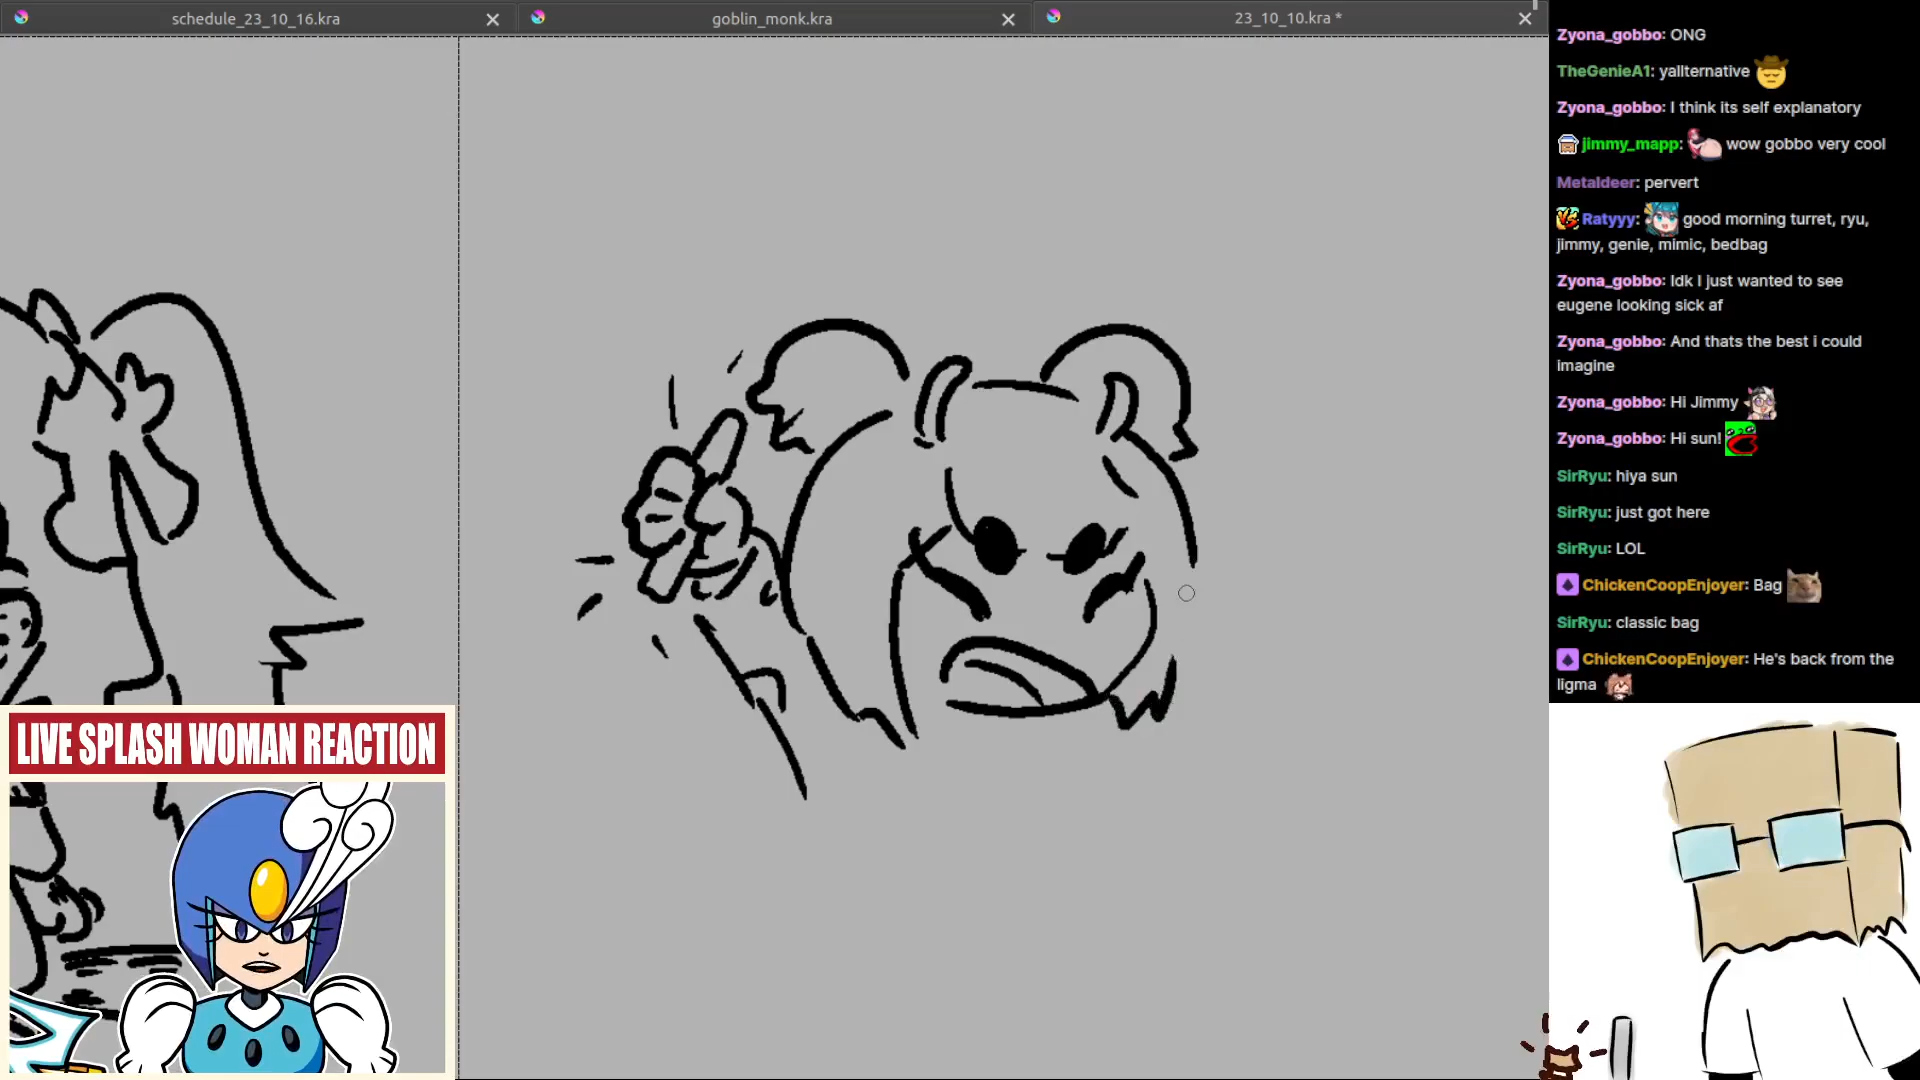 schedule_23_10_16.kra
goblin_monk.kra
23_10_10.kra *
Zyona_gobbo: ONG
TheGenieA1: yallternative
Zyona_gobbo: I think its self explanatory
jimmy_mapp: wow gobbo very cool
Metaldeer: pervert
Ratyyy: good morning turret, ryu,
jimmy, genie, mimic, bedbag
Zyona_gobbo: Idk I just wanted to see
eugene looking sick af
Zyona_gobbo: And thats the best i could
imagine
Zyona_gobbo: Hi Jimmy
Zyona_gobbo: Hi sun!
SirRyu: hiya sun
SirRyu: just got here
SirRyu: LOL
ChickenCoopEnjoyer: Bag
SirRyu: classic bag
ChickenCoopEnjoyer: He's back from the
ligma
LIVE SPLASH WOMAN REACTION